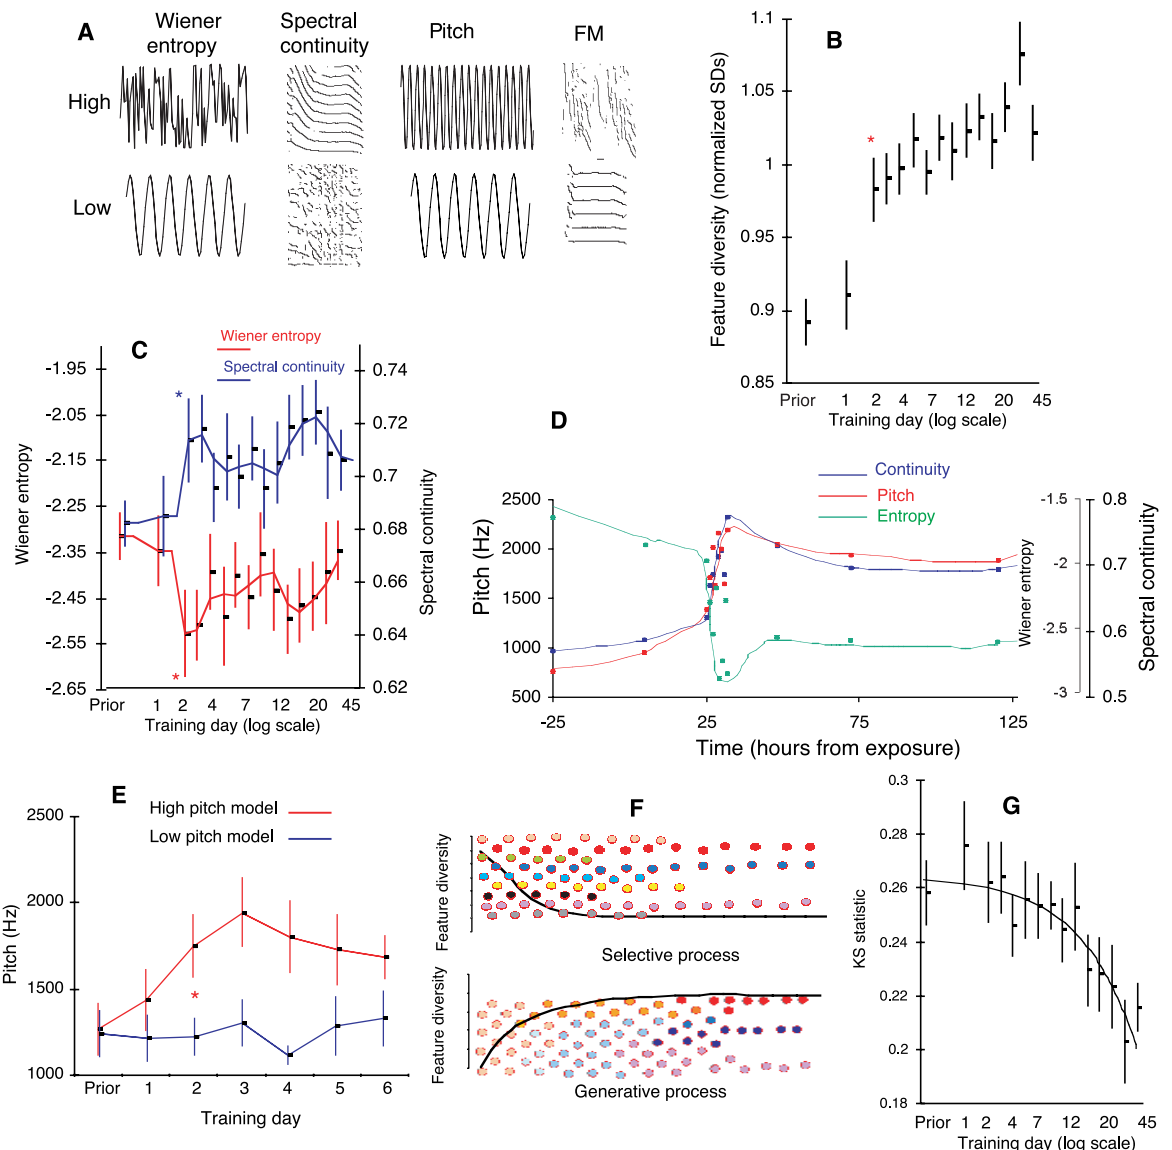 A
Wiener entropy
Spectral continuity
Pitch
FM
High
Low
B
Feature diversity (normalized SDs)
1.1
1.05
1
0.95
0.9
0.85
*
Prior 1 2 4 7 12 20 45
Training day (log scale)
C
Wiener entropy
Spectral continuity
Wiener entropy
-1.95
-2.05
-2.15
-2.25
-2.35
-2.45
-2.55
-2.65
*
*
0.74
0.72
0.7
0.68
0.66
0.64
0.62
Spectral continuity
Prior 1 2 4 7 12 20 45
Training day (log scale)
D
Continuity
Pitch
Entropy
Pitch (Hz)
2500
2000
1500
1000
500
-1.5
-2
-2.5
-3
Wiener entropy
0.8
0.7
0.6
0.5
Spectral continuity
-25 25 75 125
Time (hours from exposure)
E
High pitch model
Low pitch model
Pitch (Hz)
2500
2000
1500
1000
*
Prior 1 2 3 4 5 6
Training day
F
Feature diversity
Selective process
Feature diversity
Generative process
G
KS statistic
0.3
0.28
0.26
0.24
0.22
0.2
0.18
Prior 1 2 4 7 12 20 45
Training day (log scale)